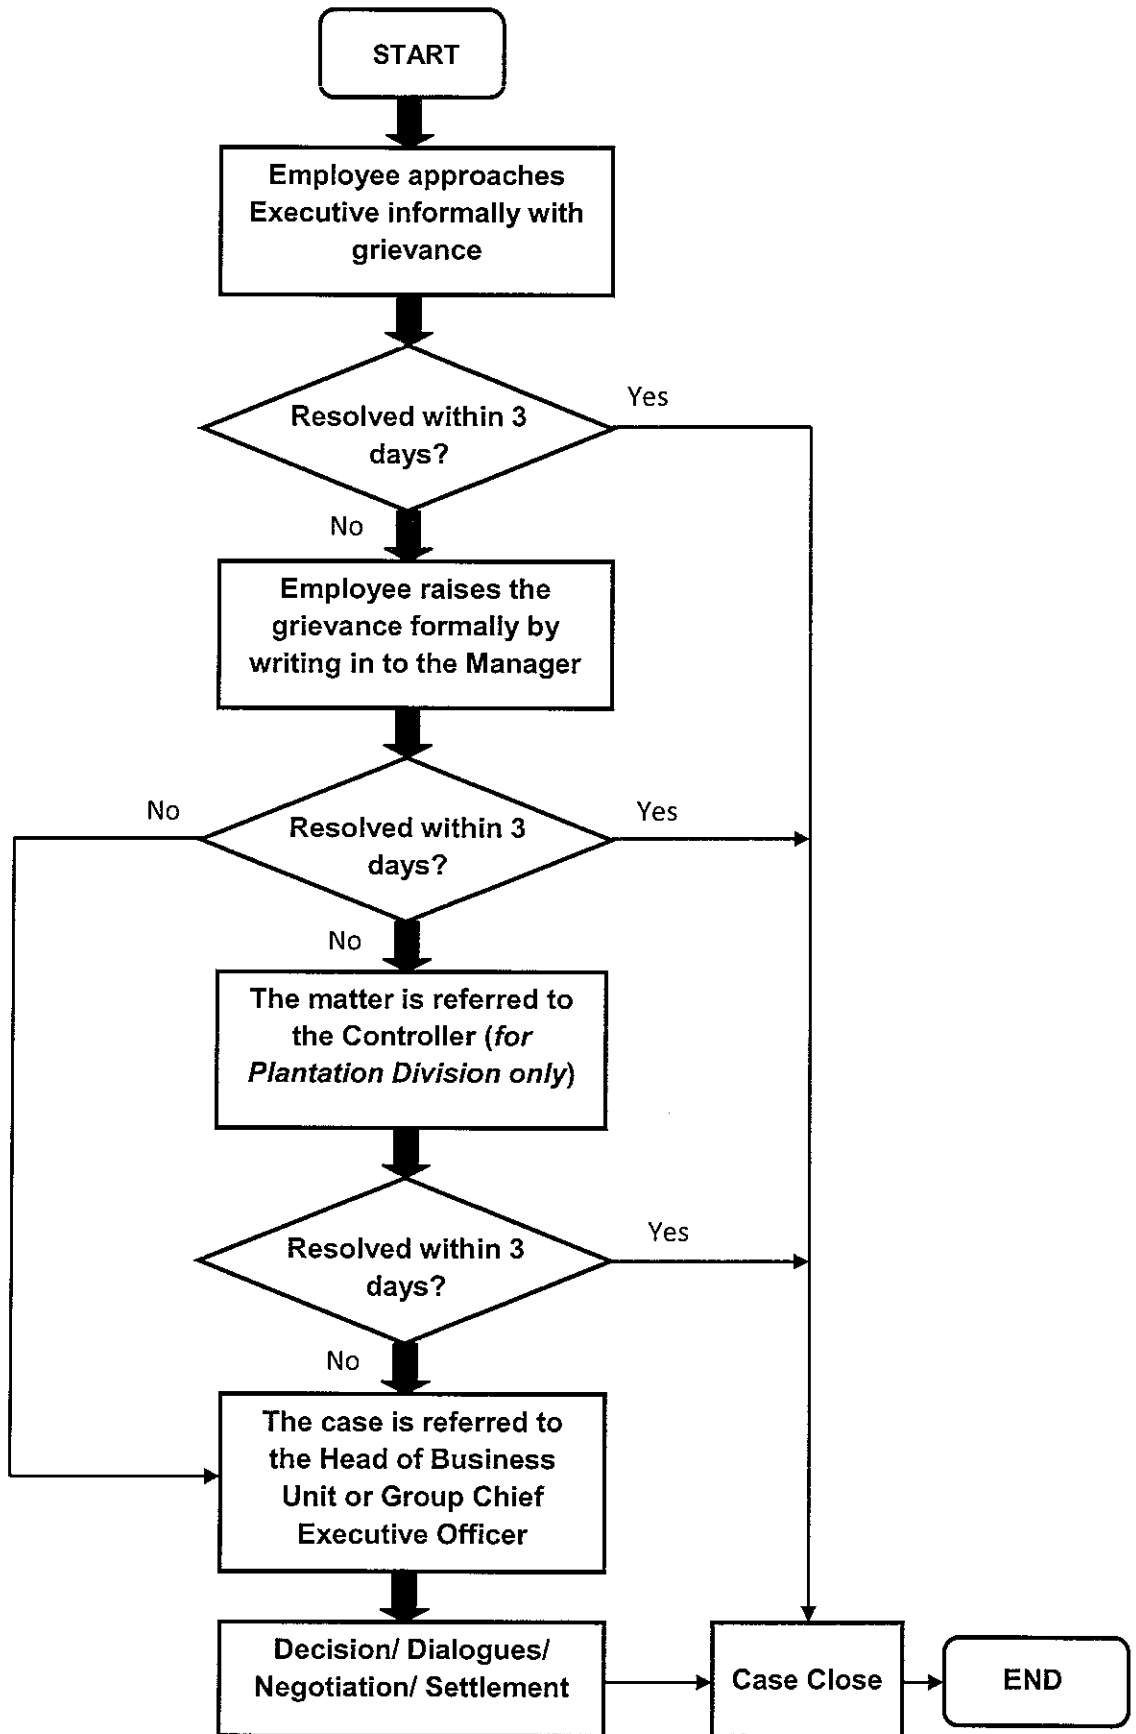 START
Employee approaches
Executive informally with
grievance
Yes
Resolved within 3
days?
No
Employee raises the
grievance formally by
writing in to the Manager
No
Yes
Resolved within 3
days?
No
The matter is referred to
the Controller (for
Plantation Division only)
Yes
Resolved within 3
days?
No
The case is referred to
the Head of Business
Unit or Group Chief
Executive Officer
Decision/ Dialogues/
Negotiation/ Settlement
Case Close
END